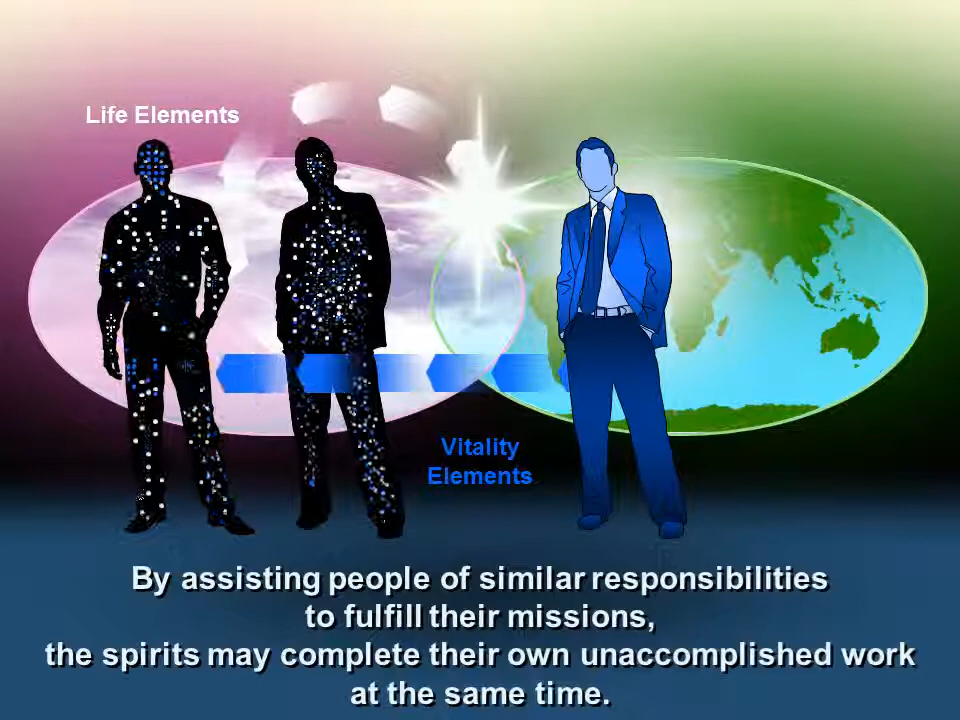 Life Elements
Vitality
Elements
By assisting people of similar responsibilities
to fulfill their missions,
the spirits may complete their own unaccomplished work
at the same time.